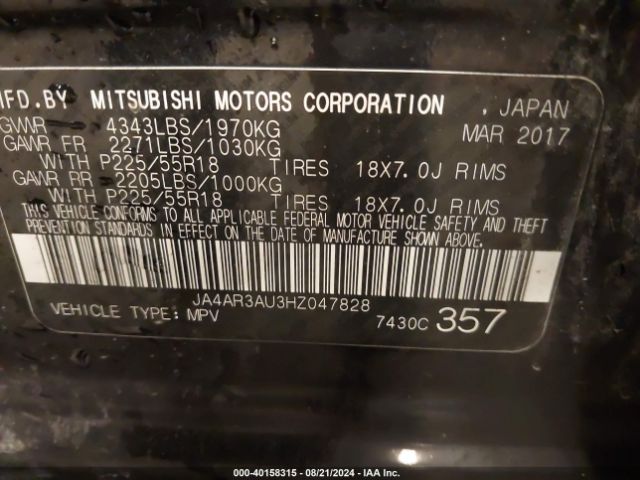 MFD.BY MITSUBISHI MOTORS CORPORATION , JAPAN
GVWR 4343LBS/1970KG MAR 2017
GAWR FR 2271LBS/1030KG
WITH P225/55R18 TIRES 18X7.0J RIMS
GAWR RR 2205LBS/1000KG
WITH P225/55R18 TIRES 18X7.0J RIMS
THIS VEHICLE CONFORMS TO ALL APPLICABLE FEDERAL MOTOR VEHICLE SAFETY AND THEFT
PREVENTION STANDARDS IN EFFECT ON THE DATE OF MANUFACTURE SHOWN ABOVE.
JA4AR3AU3HZ047828
VEHICLE TYPE: MPV 7430C 357
000-40158315 - 08/21/2024 - IAA Inc.